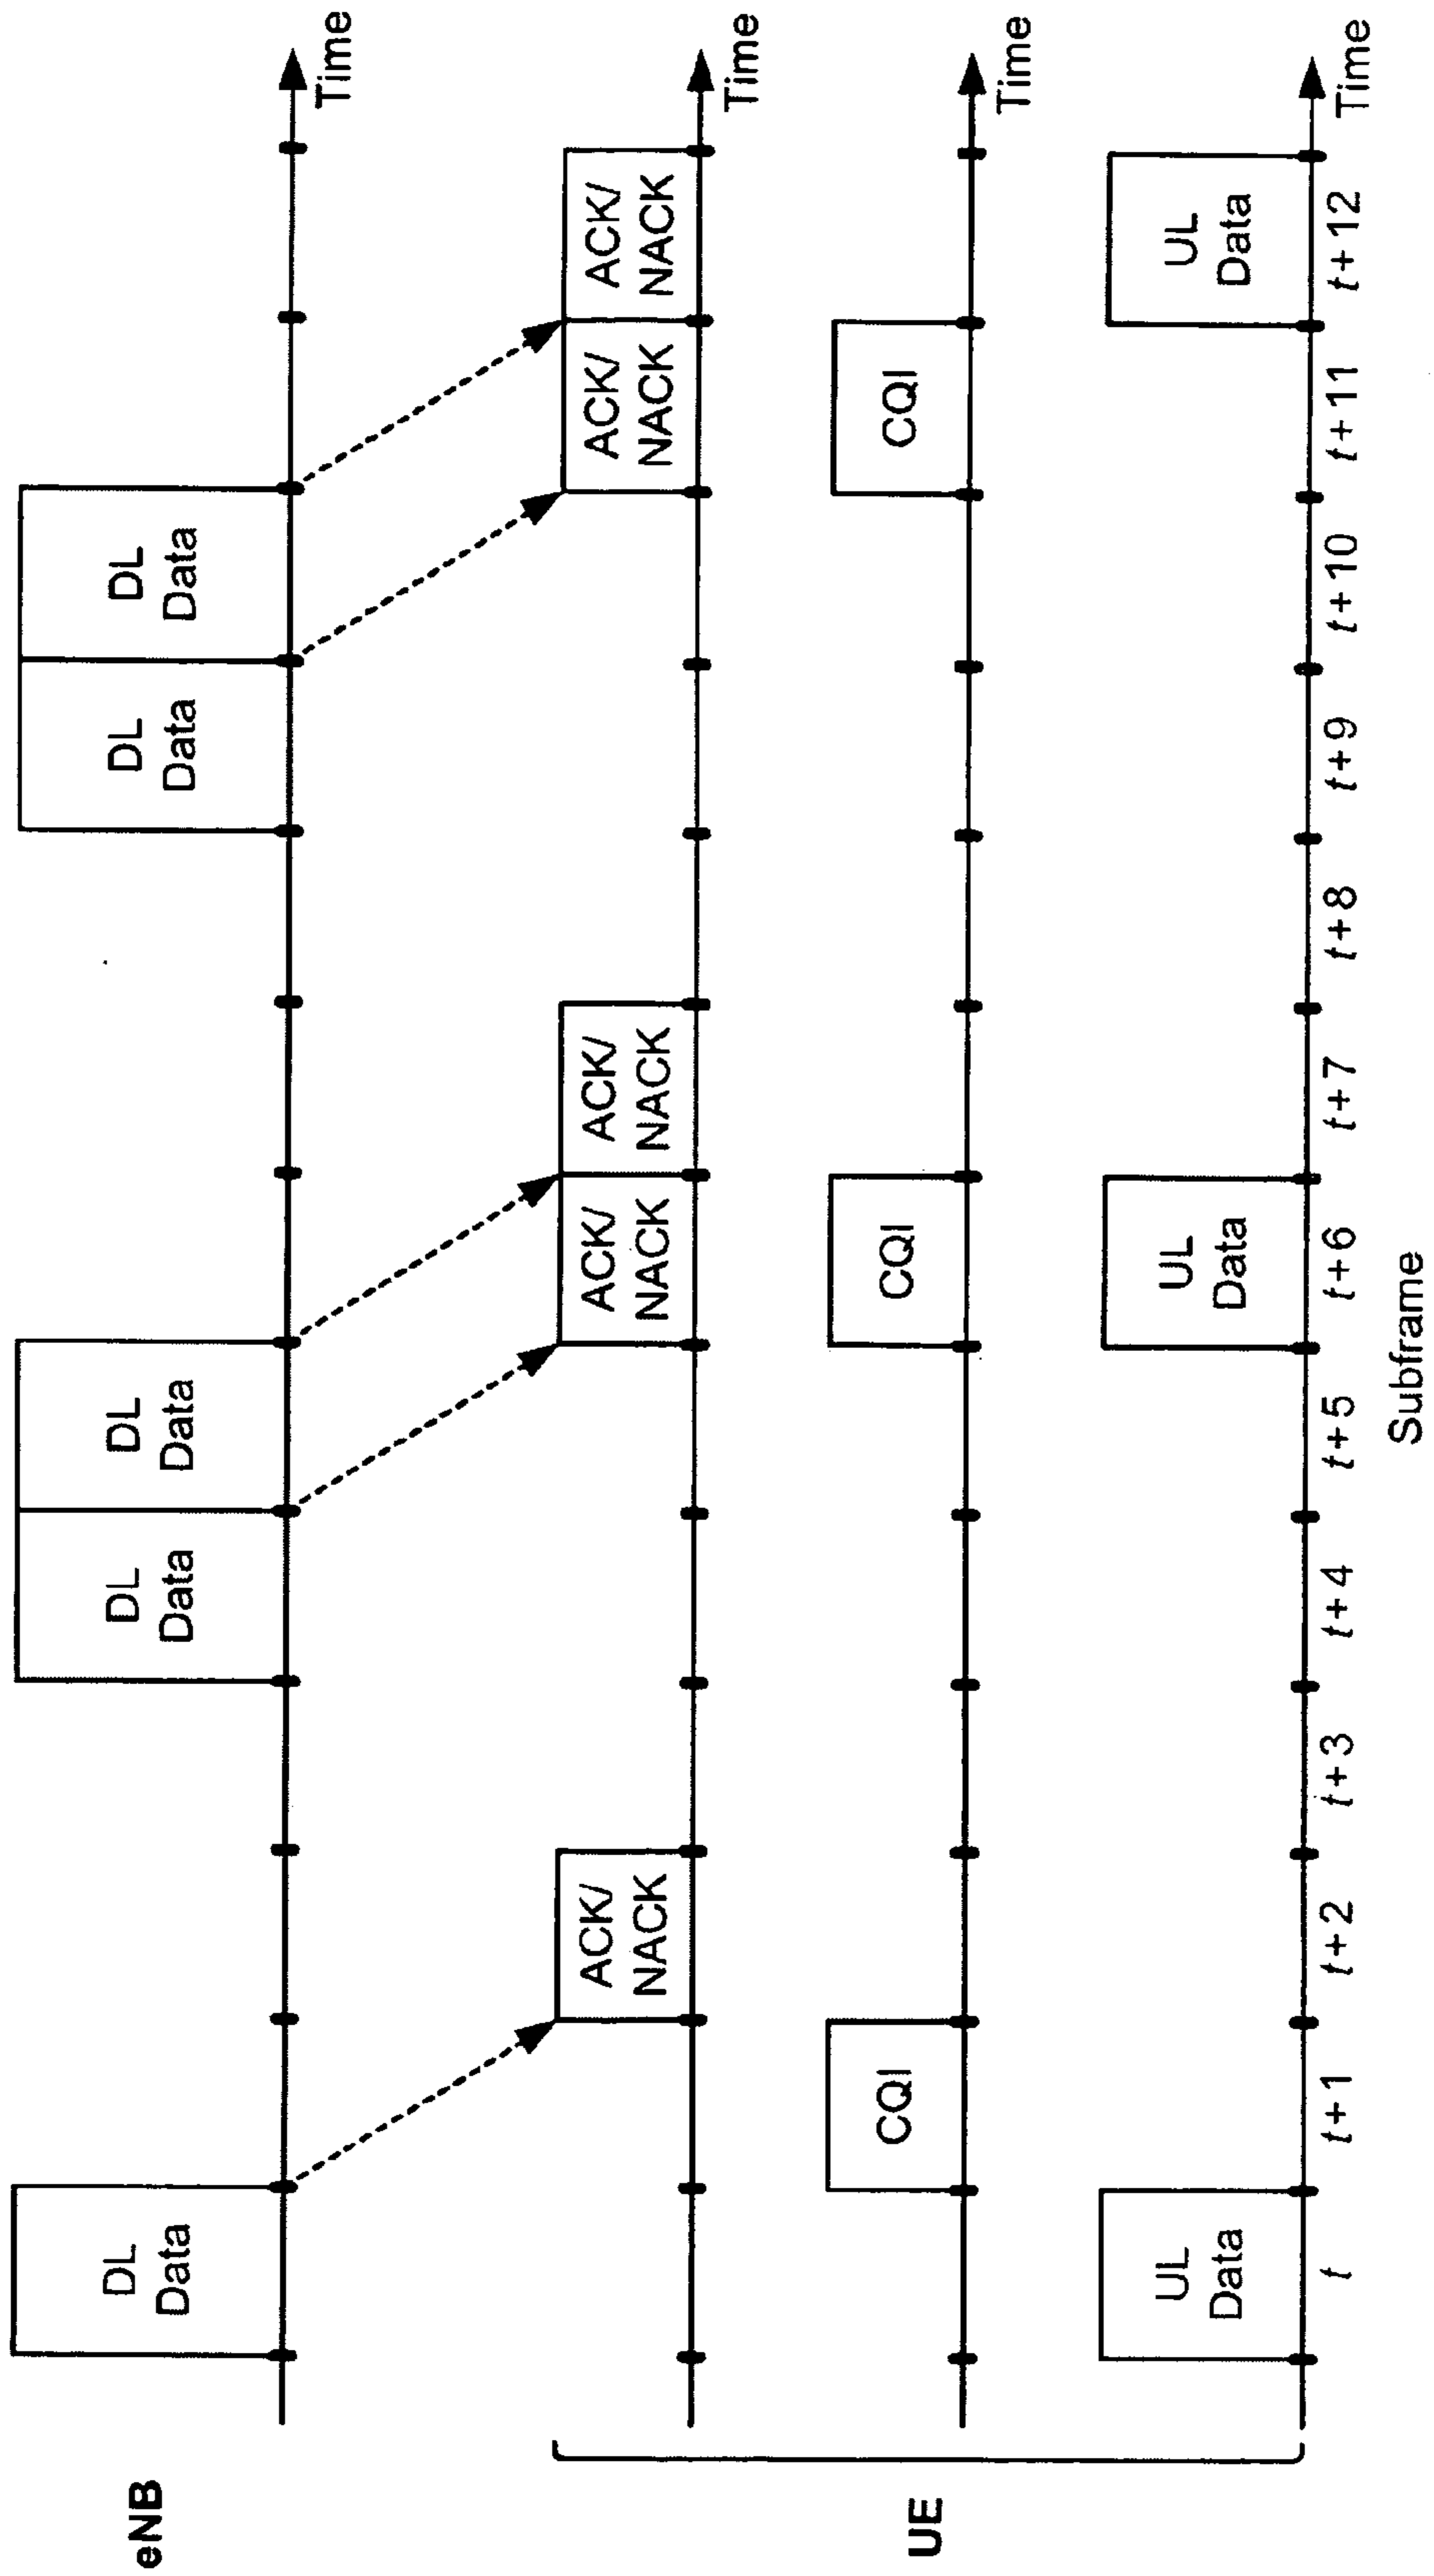 eNB
DL
Data
DL
Data
DL
Data
DL
Data
DL
Data
Time
UE
ACK/
NACK
ACK/
NACK
ACK/
NACK
ACK/
NACK
ACK/
NACK
Time
CQI
CQI
CQI
Time
UL
Data
UL
Data
UL
Data
Time
t
t+1
t+2
t+3
t+4
t+5
t+6
t+7
t+8
t+9
t+10
t+11
t+12
Subframe